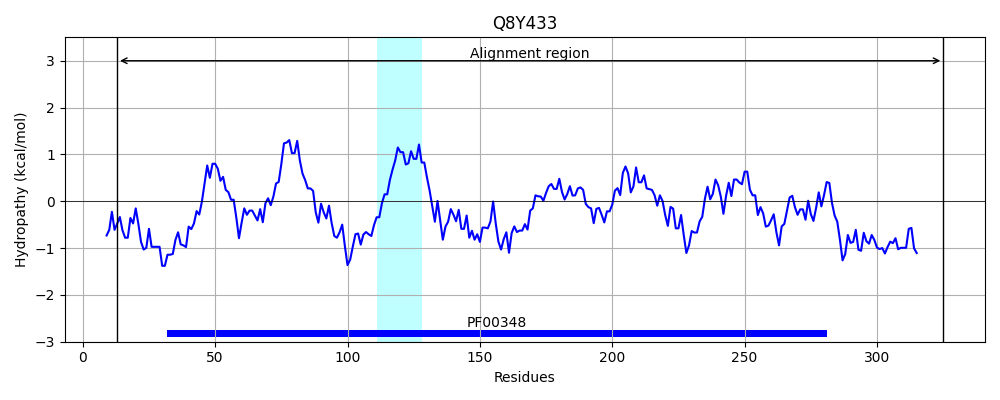 Q8Y433
Hydropathy (kcal/mol)
3
2
1
0
−1
−2
−3
Alignment region
PF00348
0 50 100 150 200 250 300
Residues